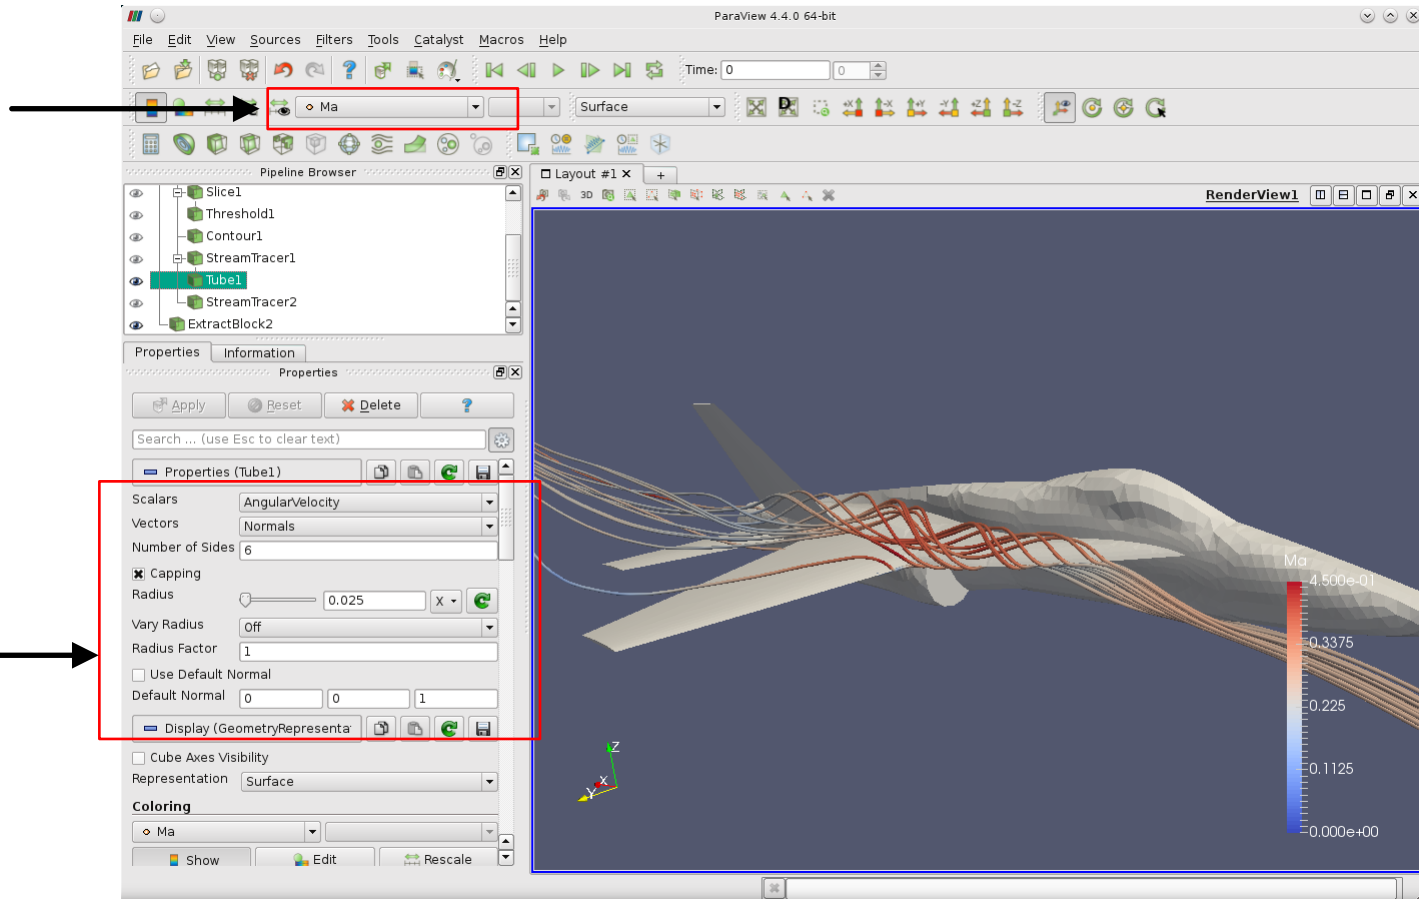 ParaView 4.4.0 64-bit
File Edit View Sources Filters Tools Catalyst Macros Help
Time: 0 0
Ma Surface
Pipeline Browser
Layout #1 +
3D
RenderView1
Slice1
Threshold1
Contour1
StreamTracer1
Tube1
StreamTracer2
ExtractBlock2
Properties Information
Properties
Apply Reset Delete ?
Search ... (use Esc to clear text)
Properties (Tube1)
Scalars AngularVelocity
Vectors Normals
Number of Sides 6
Capping
Radius 0.025 X
Vary Radius Off
Radius Factor 1
Use Default Normal
Default Normal 0 0 1
Display (GeometryRepresenta
Cube Axes Visibility
Representation Surface
Coloring
Ma
Show Edit Rescale
Ma
4.500e-01
0.3375
0.225
0.1125
0.000e+00
Z
X
Y